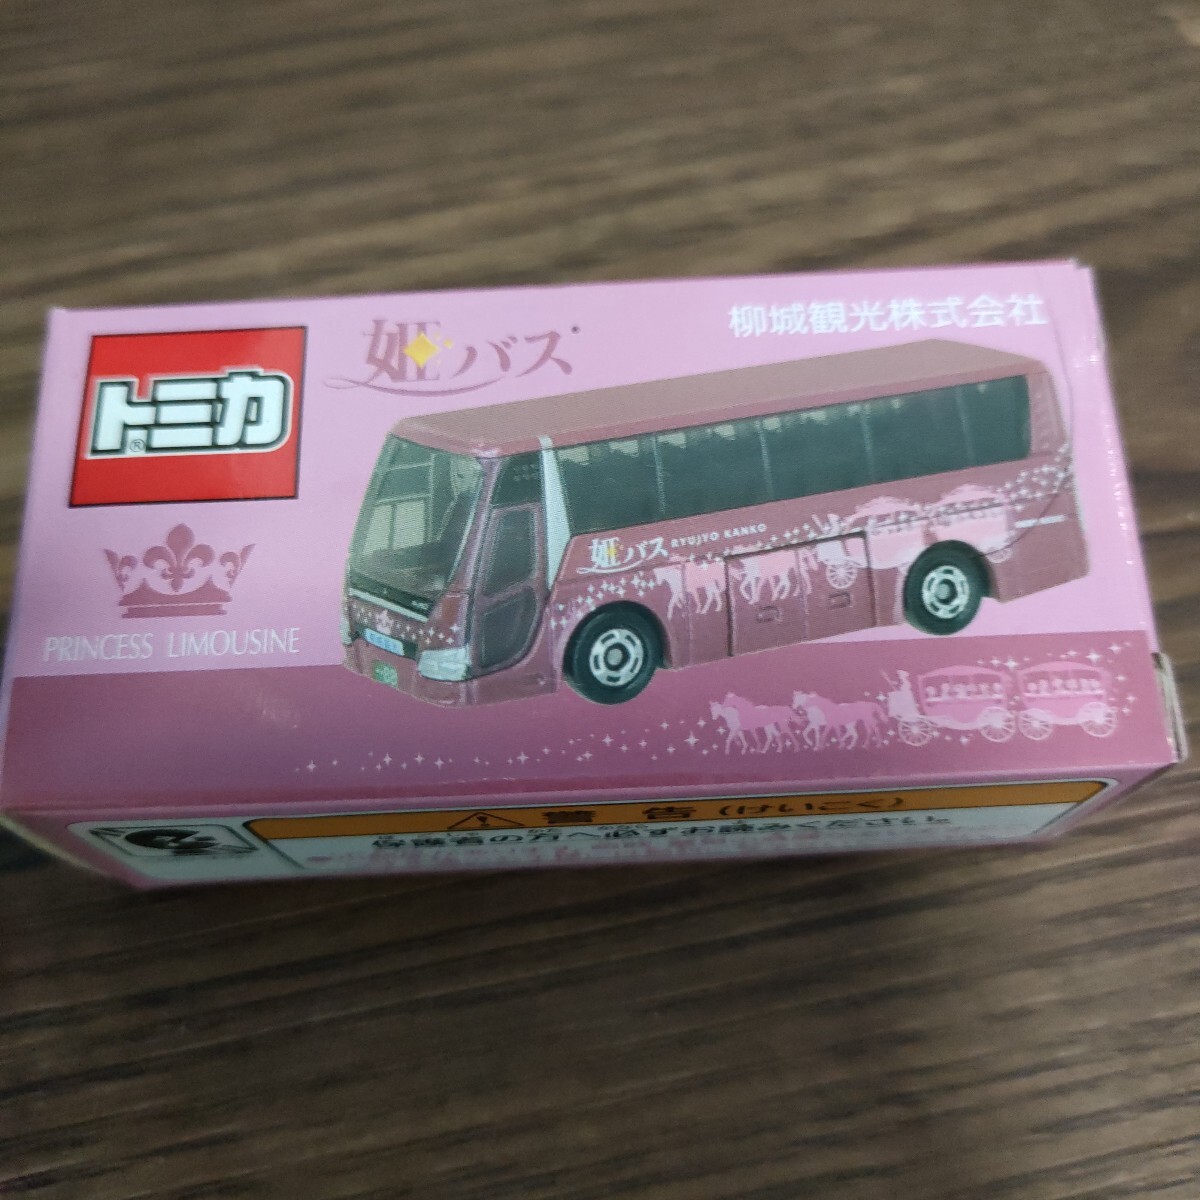 トミカ®
姫バス
柳城観光株式会社
PRINCESS LIMOUSINE
姫バス RYUJYO KANKO
警告(けいこく)
保護者の方へ必ずお読みください